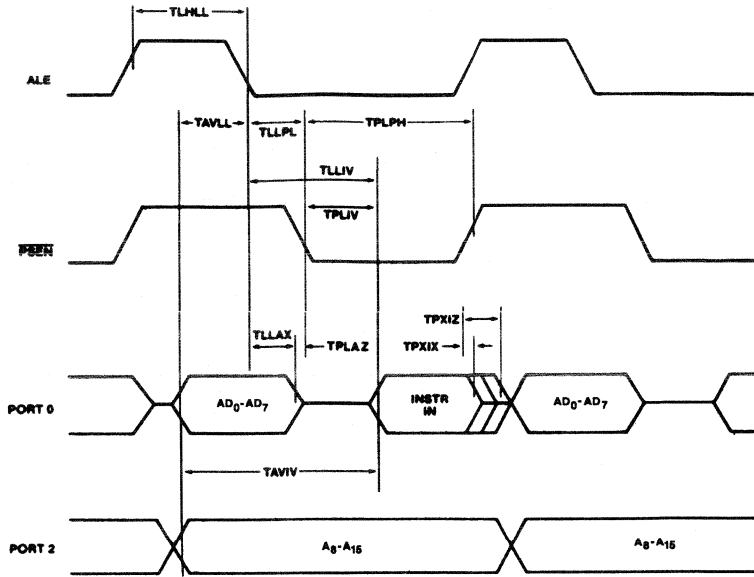 TLHLL
ALE
TAVLL
TLLPL
TPLPH
TLLIV
TPLIV
PSEN
TPXIZ
TLLAX
TPLAZ
TPXIX
PORT 0
AD0-AD7
INSTR
IN
AD0-AD7
TAVIV
PORT 2
A8-A15
A8-A15